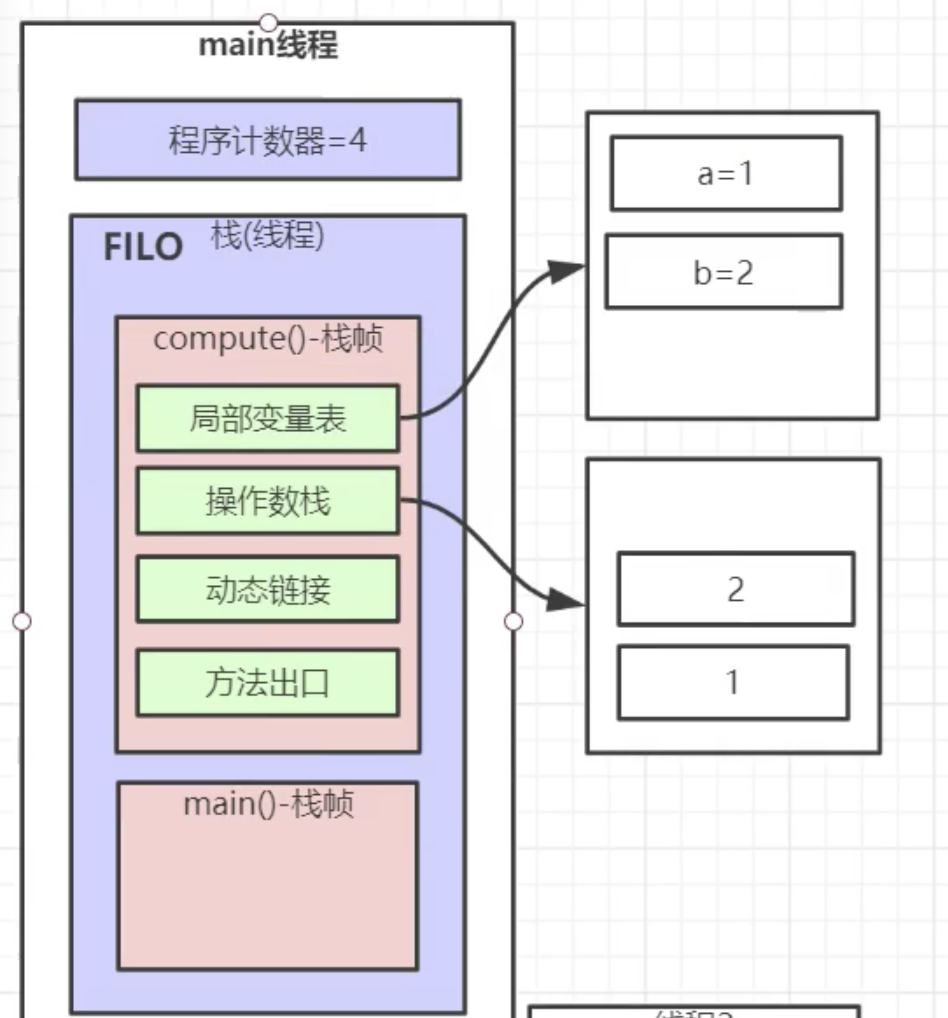 main线程
程序计数器=4
FILO 栈(线程)
compute()-栈帧
局部变量表
操作数栈
动态链接
方法出口
main()-栈帧
a=1
b=2
2
1